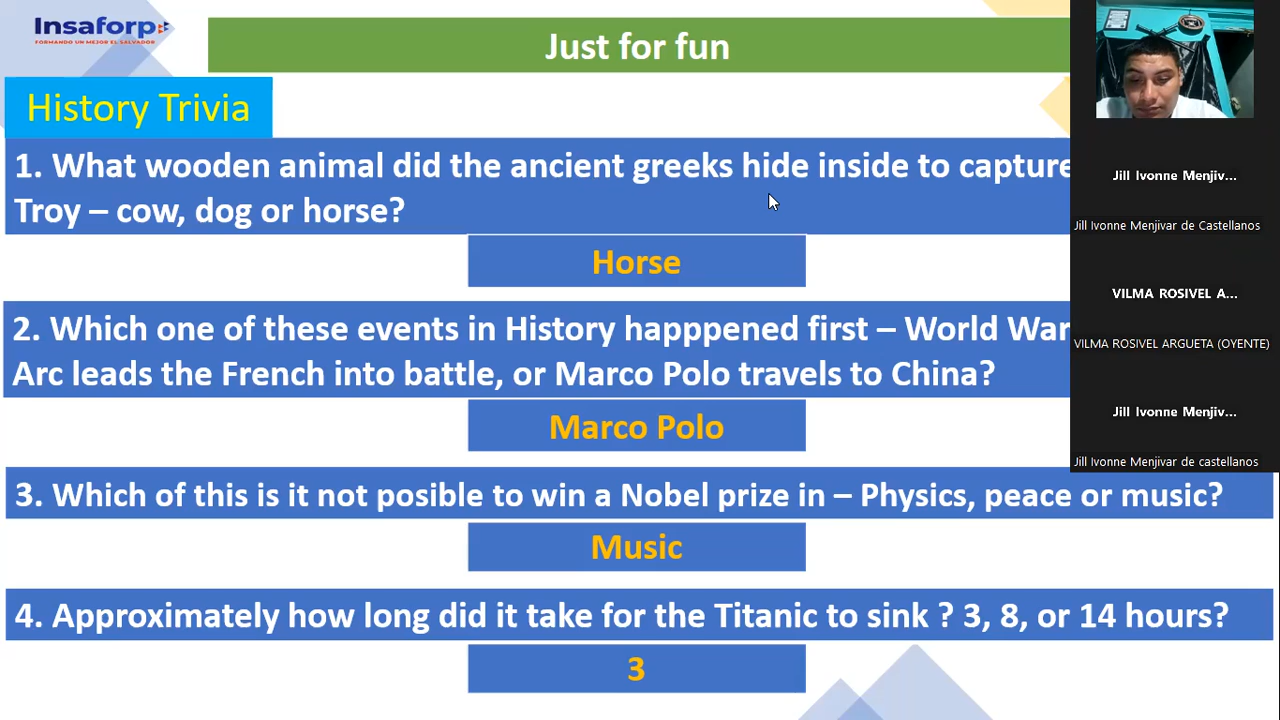 Insaforp
FORMANDO UN MEJOR EL SALVADOR
Just for fun
History Trivia
1. What wooden animal did the ancient greeks hide inside to capture
Troy – cow, dog or horse?
Horse
2. Which one of these events in History happpened first – World War
Arc leads the French into battle, or Marco Polo travels to China?
Marco Polo
3. Which of this is it not posible to win a Nobel prize in – Physics, peace or music?
Music
4. Approximately how long did it take for the Titanic to sink ? 3, 8, or 14 hours?
3
Jill Ivonne Menjiv...
Jill Ivonne Menjivar de Castellanos
VILMA ROSIVEL A...
VILMA ROSIVEL ARGUETA (OYENTE)
Jill Ivonne Menjiv...
Jill Ivonne Menjivar de castellanos